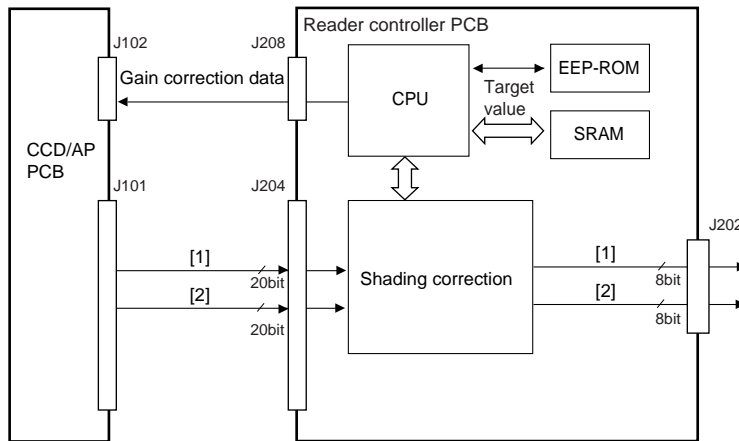 Reader controller PCB
J102
J208
Gain correction data
CPU
EEP-ROM
Target
value
SRAM
CCD/AP
PCB
J101
J204
J202
[1]
20bit
[2]
20bit
Shading correction
[1]
8bit
[2]
8bit